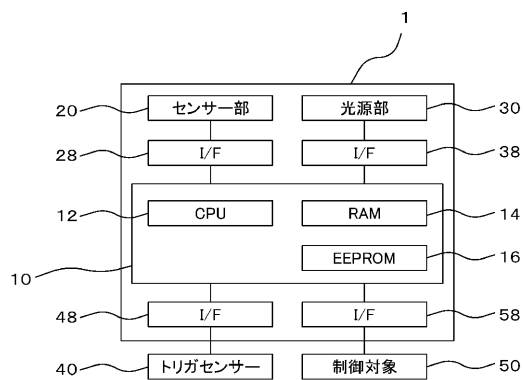 1
20 センサー部 光源部 30
28 I/F I/F 38
12 CPU RAM 14
EEPROM 16
10
48 I/F I/F 58
40 トリガセンサー 制御対象 50